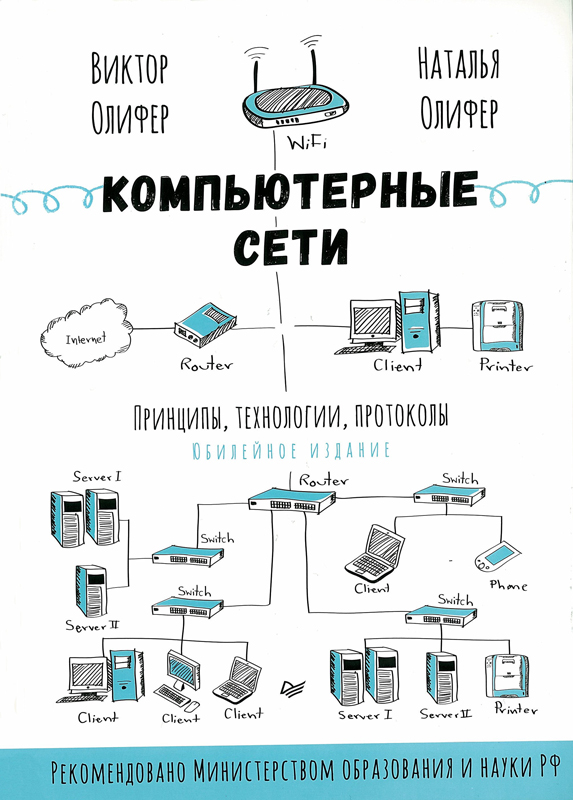 Виктор
Олифер
Наталья
Олифер
WiFi
КОМПЬЮТЕРНЫЕ
СЕТИ
Internet
Router
Client
Printer
Принципы, технологии, протоколы
Юбилейное издание
Router
Switch
Server I
Switch
Client
Phone
Switch
Server II
Switch
Client
Client
Client
Server I
Server II
Printer
Рекомендовано Министерством образования и науки РФ